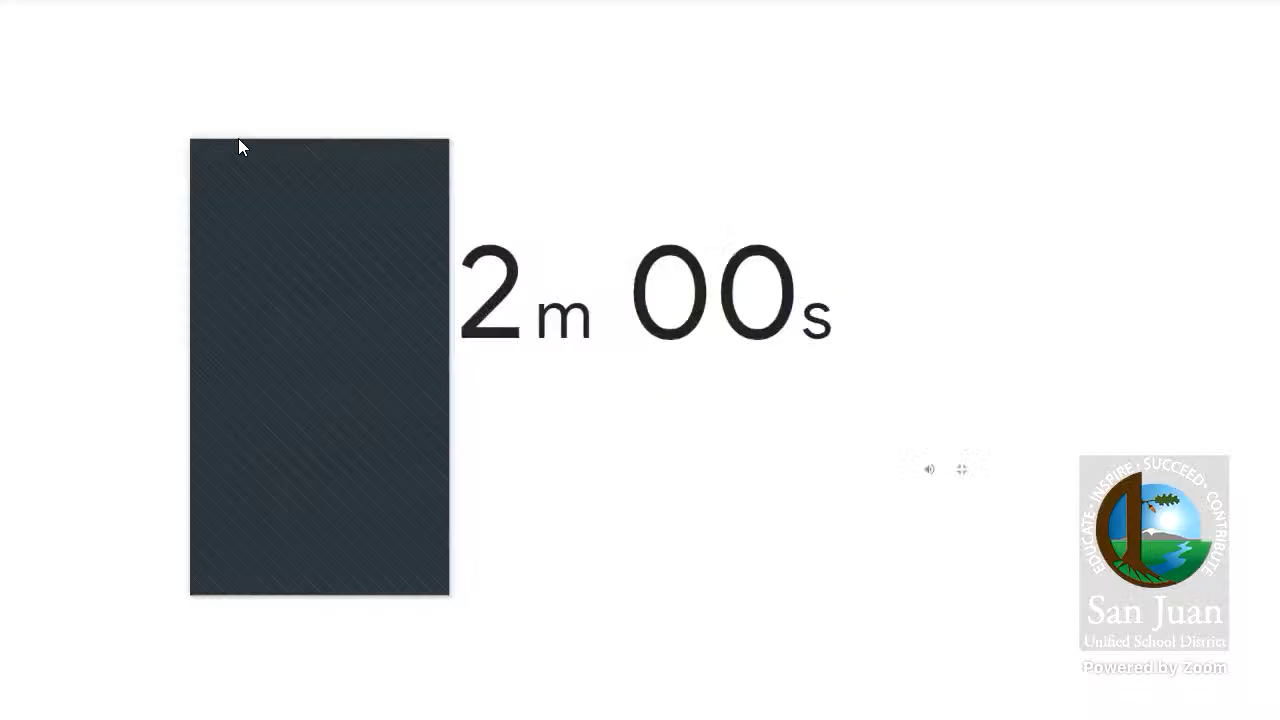 2m 00s
EDUCATE • INSPIRE • SUCCEED • CONTRIBUTE
San Juan
Unified School District
Powered by Zoom